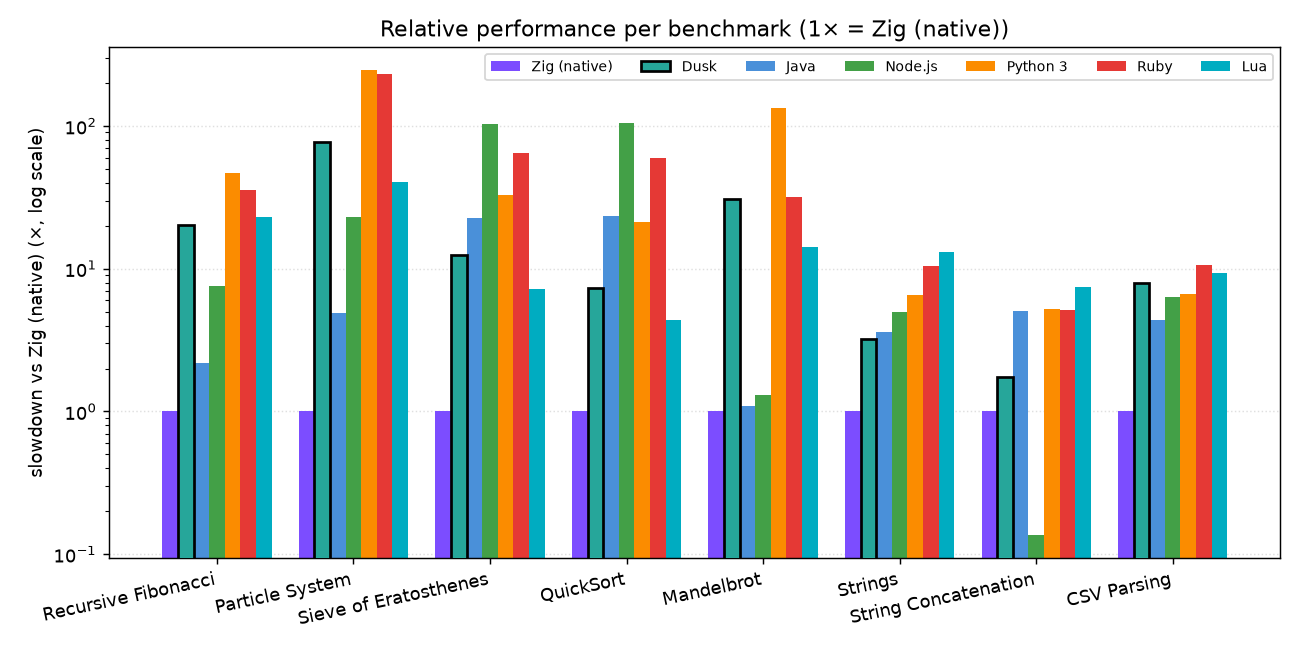 Relative performance per benchmark (1× = Zig (native))
Zig (native) Dusk Java Node.js Python 3 Ruby Lua
slowdown vs Zig (native) (×, log scale)
10²
10¹
10⁰
10⁻¹
Recursive Fibonacci
Particle System
Sieve of Eratosthenes
QuickSort
Mandelbrot
Strings
String Concatenation
CSV Parsing